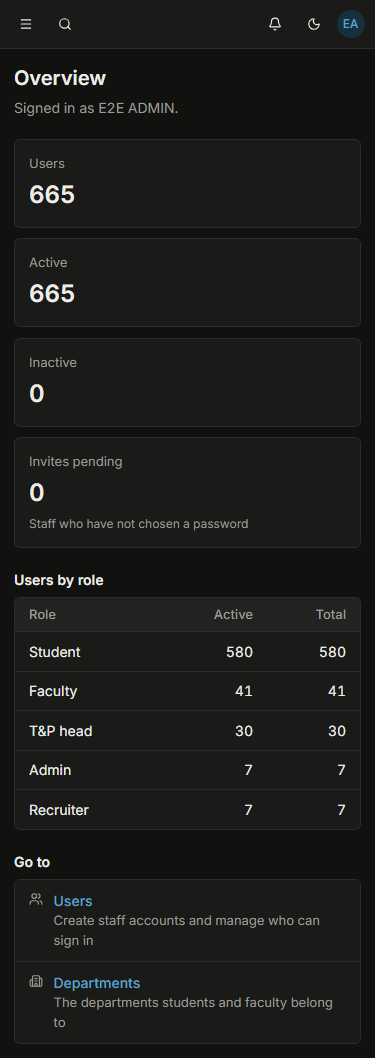 EA
Overview
Signed in as E2E ADMIN.
Users
665
Active
665
Inactive
0
Invites pending
0
Staff who have not chosen a password
Users by role
Role Active Total
Student 580 580
Faculty 41 41
T&P head 30 30
Admin 7 7
Recruiter 7 7
Go to
Users
Create staff accounts and manage who can
sign in
Departments
The departments students and faculty belong
to